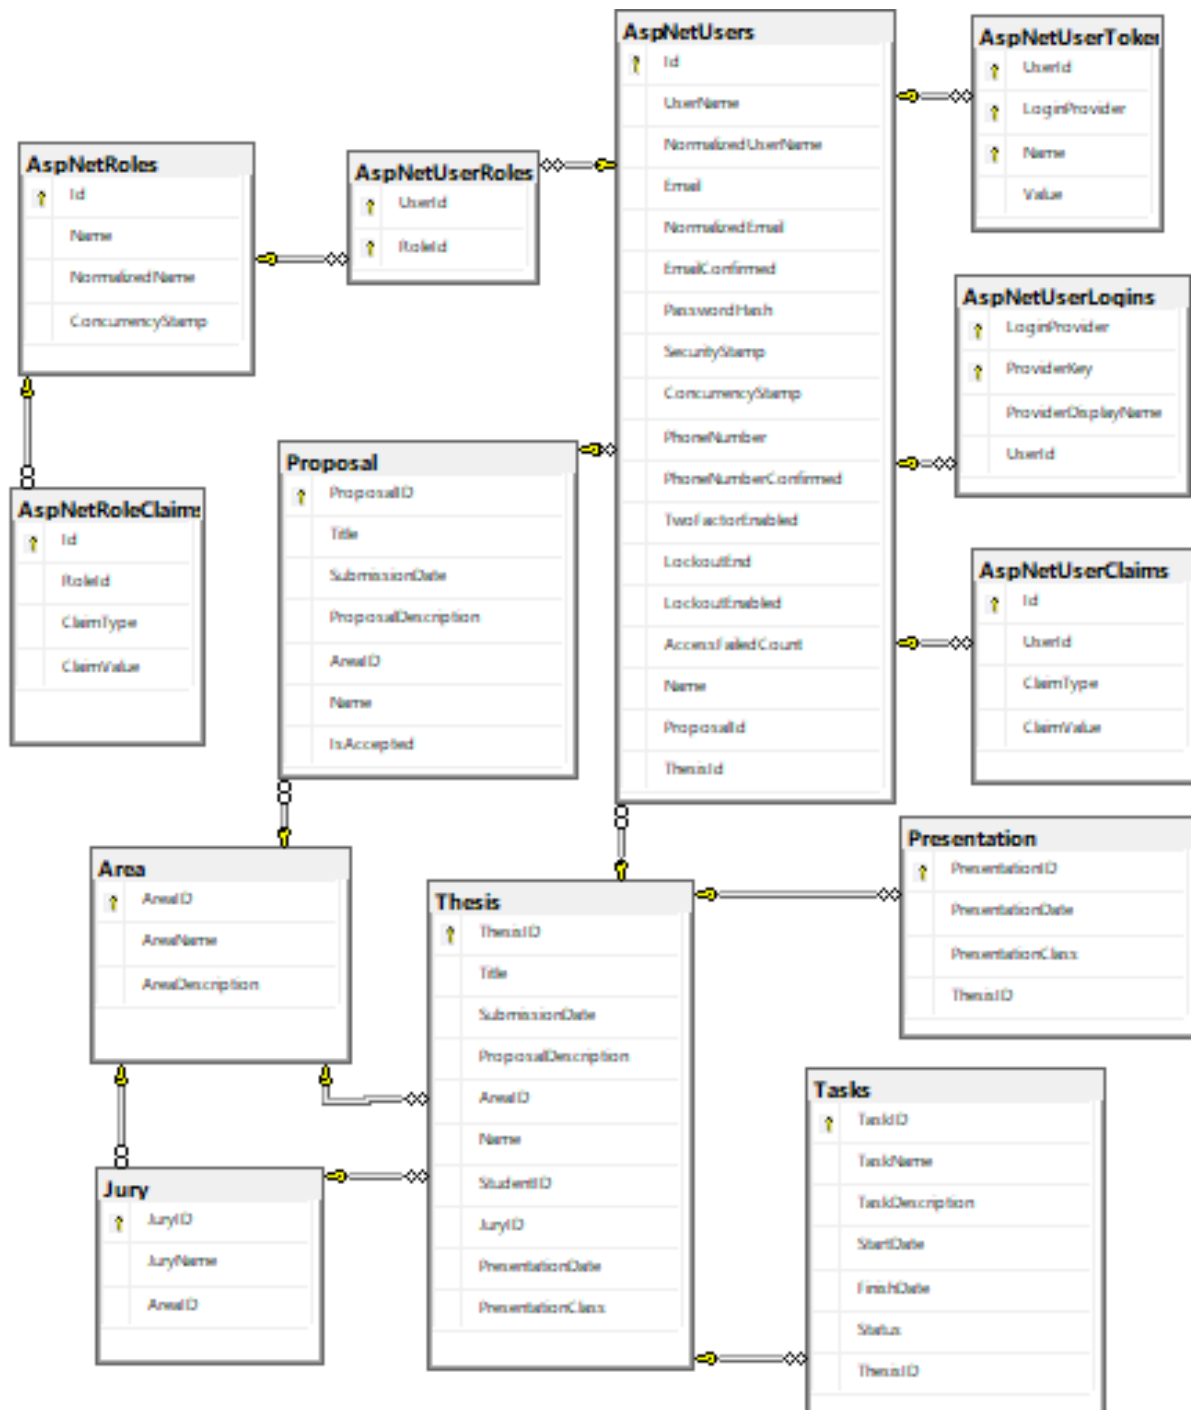 AspNetUsers
Id
UserName
NormalizedUserName
Email
NormalizedEmail
EmailConfirmed
PasswordHash
SecurityStamp
ConcurrencyStamp
PhoneNumber
PhoneNumberConfirmed
TwoFactorEnabled
LockoutEnd
LockoutEnabled
AccessFailedCount
Name
ProposalId
ThesisId
AspNetUserToken
UserId
LoginProvider
Name
Value
AspNetRoles
Id
Name
NormalizedName
ConcurrencyStamp
AspNetUserRoles
UserId
RoleId
AspNetUserLogins
LoginProvider
ProviderKey
ProviderDisplayName
UserId
Proposal
ProposalID
Title
SubmissionDate
ProposalDescription
AreaID
Name
IsAccepted
AspNetRoleClaims
Id
RoleId
ClaimType
ClaimValue
AspNetUserClaims
Id
UserId
ClaimType
ClaimValue
Area
AreaID
AreaName
AreaDescription
Thesis
ThesisID
Title
SubmissionDate
ProposalDescription
AreaID
Name
StudentID
JuryID
PresentationDate
PresentationClass
Presentation
PresentationID
PresentationDate
PresentationClass
ThesisID
Jury
JuryID
JuryName
AreaID
Tasks
TaskID
TaskName
TaskDescription
StartDate
FinishDate
Status
ThesisID